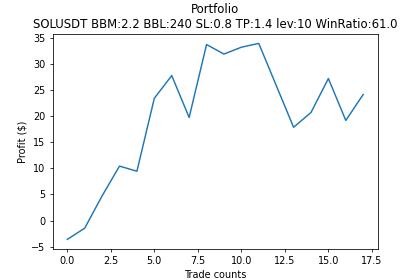 Portfolio
SOLUSDT BBM:2.2 BBL:240 SL:0.8 TP:1.4 lev:10 WinRatio:61.0
35
30
25
20
15
10
5
0
−5
Profit ($)
0.0 2.5 5.0 7.5 10.0 12.5 15.0 17.5
Trade counts